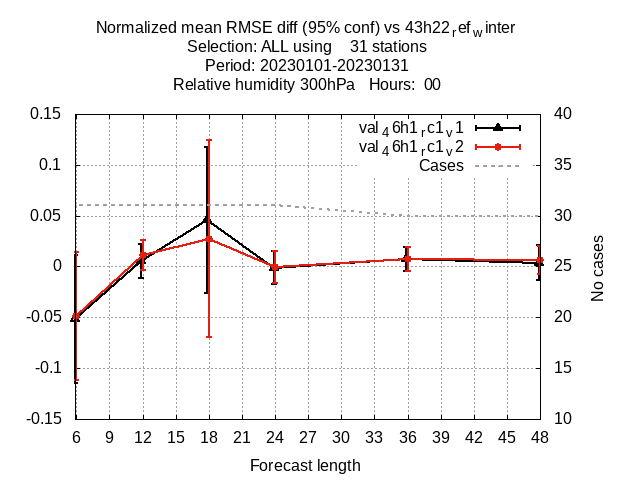 Normalized mean RMSE diff (95% conf) vs 43h22refwinter
Selection: ALL using    31 stations
Period: 20230101-20230131
Relative humidity 300hPa   Hours:  00
0.15
0.1
0.05
0
-0.05
-0.1
-0.15
val46h1rc1v1
val46h1rc1v2
Cases
40
35
30
25
20
15
10
No cases
6 9 12 15 18 21 24 27 30 33 36 39 42 45 48
Forecast length